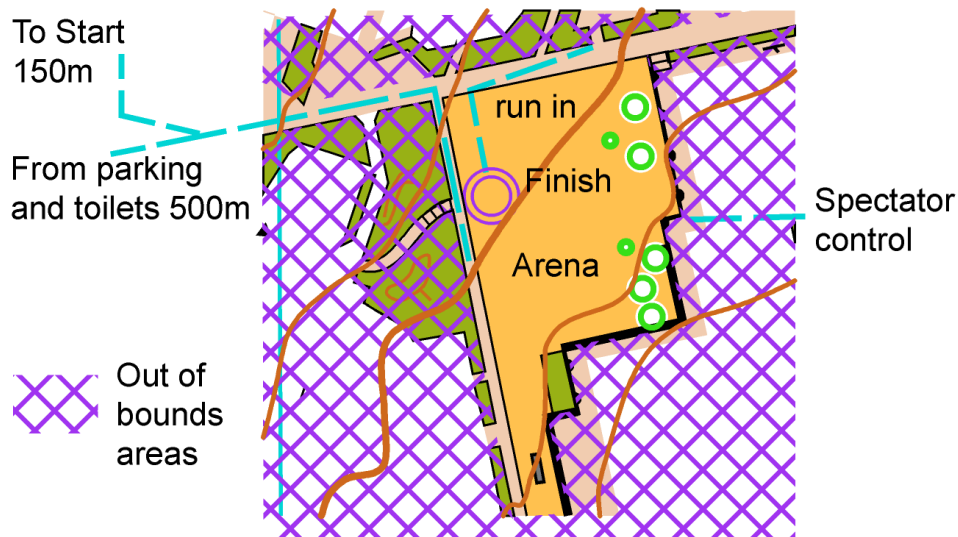 To Start
150m
From parking
and toilets 500m
run in
Finish
Arena
Spectator
control
Out of
bounds
areas